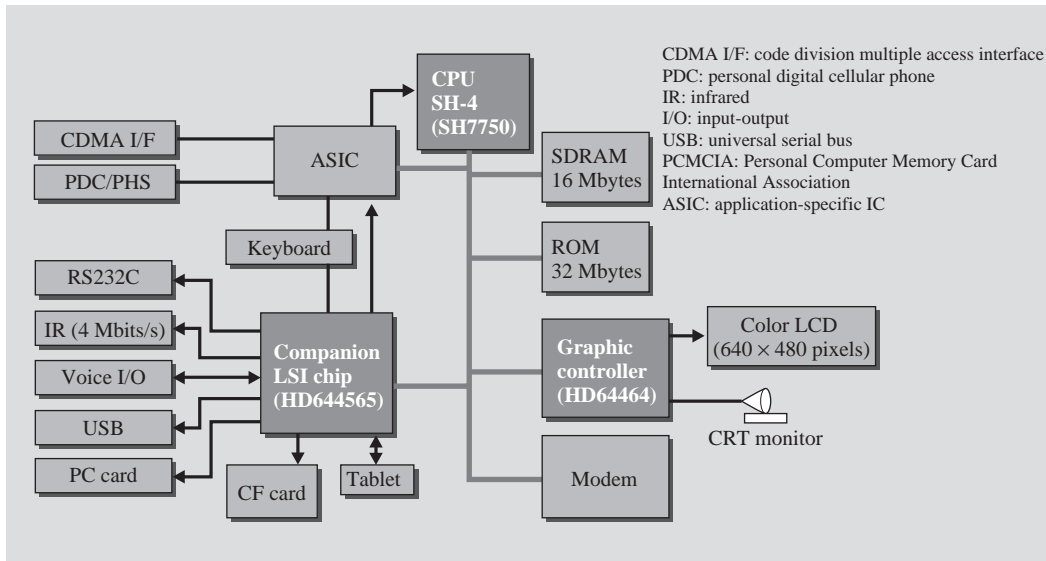 CPU
SH-4
(SH7750)
CDMA I/F: code division multiple access interface
PDC: personal digital cellular phone
IR: infrared
I/O: input-output
USB: universal serial bus
PCMCIA: Personal Computer Memory Card
International Association
ASIC: application-specific IC
CDMA I/F
PDC/PHS
ASIC
SDRAM
16 Mbytes
Keyboard
ROM
32 Mbytes
RS232C
IR (4 Mbits/s)
Voice I/O
USB
PC card
Companion
LSI chip
(HD644565)
CF card
Tablet
Graphic
controller
(HD64464)
Color LCD
(640 × 480 pixels)
CRT monitor
Modem